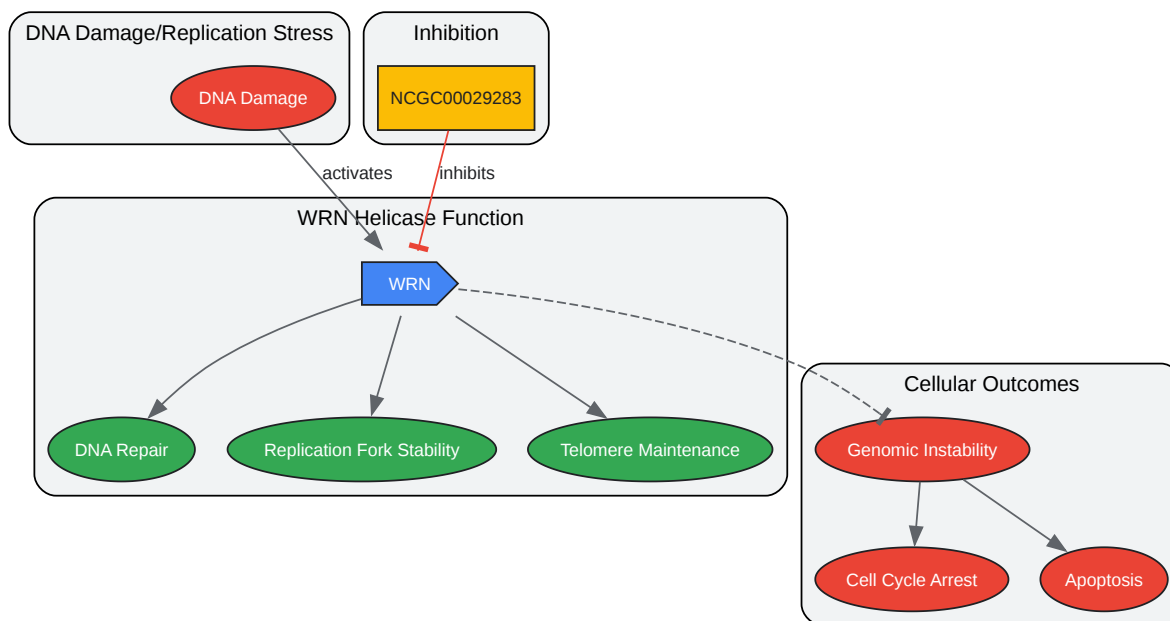 DNA Damage/Replication Stress
Inhibition
DNA Damage
NCGC00029283
activates
inhibits
WRN Helicase Function
WRN
Cellular Outcomes
DNA Repair
Replication Fork Stability
Telomere Maintenance
Genomic Instability
Cell Cycle Arrest
Apoptosis